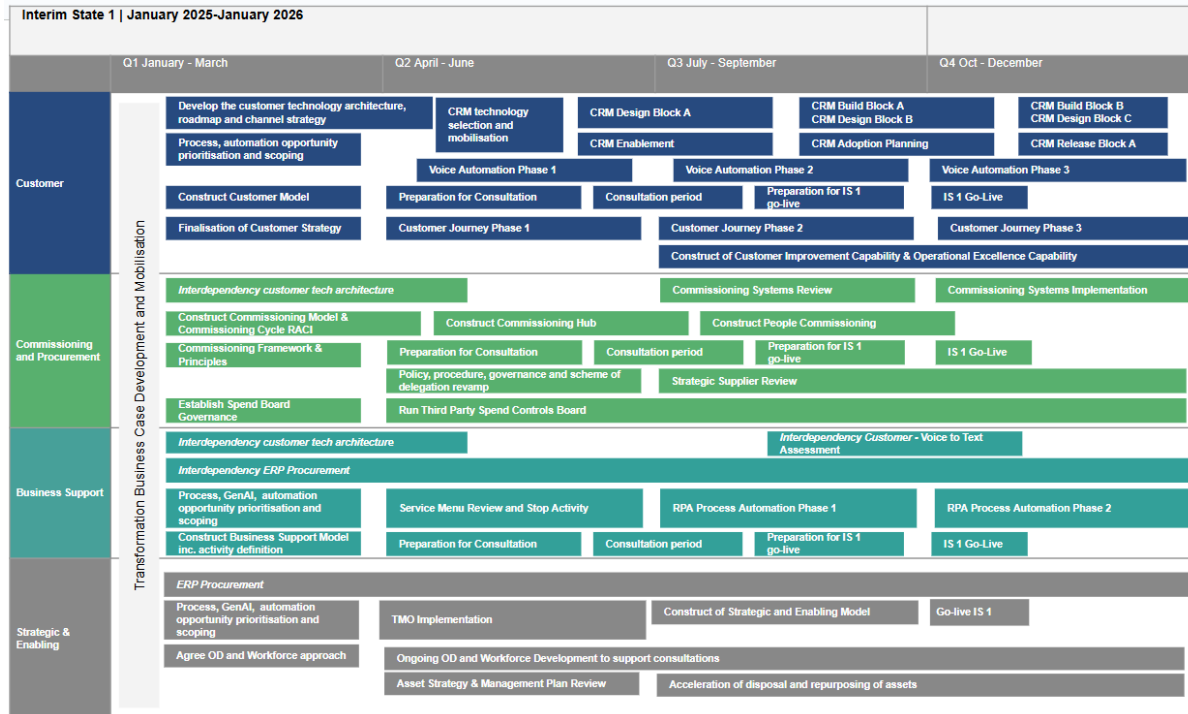 Interim State 1 | January 2025-January 2026
Q1 January - March
Q2 April - June
Q3 July - September
Q4 Oct - December
Transformation Business Case Development and Mobilisation
Customer
Develop the customer technology architecture,
roadmap and channel strategy
CRM technology
selection and
mobilisation
CRM Design Block A
CRM Build Block A
CRM Design Block B
CRM Build Block B
CRM Design Block C
Process, automation opportunity
prioritisation and scoping
CRM Enablement
CRM Adoption Planning
CRM Release Block A
Voice Automation Phase 1
Voice Automation Phase 2
Voice Automation Phase 3
Construct Customer Model
Preparation for Consultation
Consultation period
Preparation for IS 1
go-live
IS 1 Go-Live
Finalisation of Customer Strategy
Customer Journey Phase 1
Customer Journey Phase 2
Customer Journey Phase 3
Construct of Customer Improvement Capability & Operational Excellence Capability
Commissioning
and Procurement
Interdependency customer tech architecture
Commissioning Systems Review
Commissioning Systems Implementation
Construct Commissioning Model &
Commissioning Cycle RACI
Construct Commissioning Hub
Construct People Commissioning
Commissioning Framework &
Principles
Preparation for Consultation
Consultation period
Preparation for IS 1
go-live
IS 1 Go-Live
Policy, procedure, governance and scheme of
delegation revamp
Strategic Supplier Review
Establish Spend Board
Governance
Run Third Party Spend Controls Board
Business Support
Interdependency customer tech architecture
Interdependency Customer - Voice to Text
Assessment
Interdependency ERP Procurement
Process, GenAI, automation
opportunity prioritisation and
scoping
Service Menu Review and Stop Activity
RPA Process Automation Phase 1
RPA Process Automation Phase 2
Construct Business Support Model
inc. activity definition
Preparation for Consultation
Consultation period
Preparation for IS 1
go-live
IS 1 Go-Live
Strategic &
Enabling
ERP Procurement
Process, GenAI, automation
opportunity prioritisation and
scoping
TMO Implementation
Construct of Strategic and Enabling Model
Go-live IS 1
Agree OD and Workforce approach
Ongoing OD and Workforce Development to support consultations
Asset Strategy & Management Plan Review
Acceleration of disposal and repurposing of assets